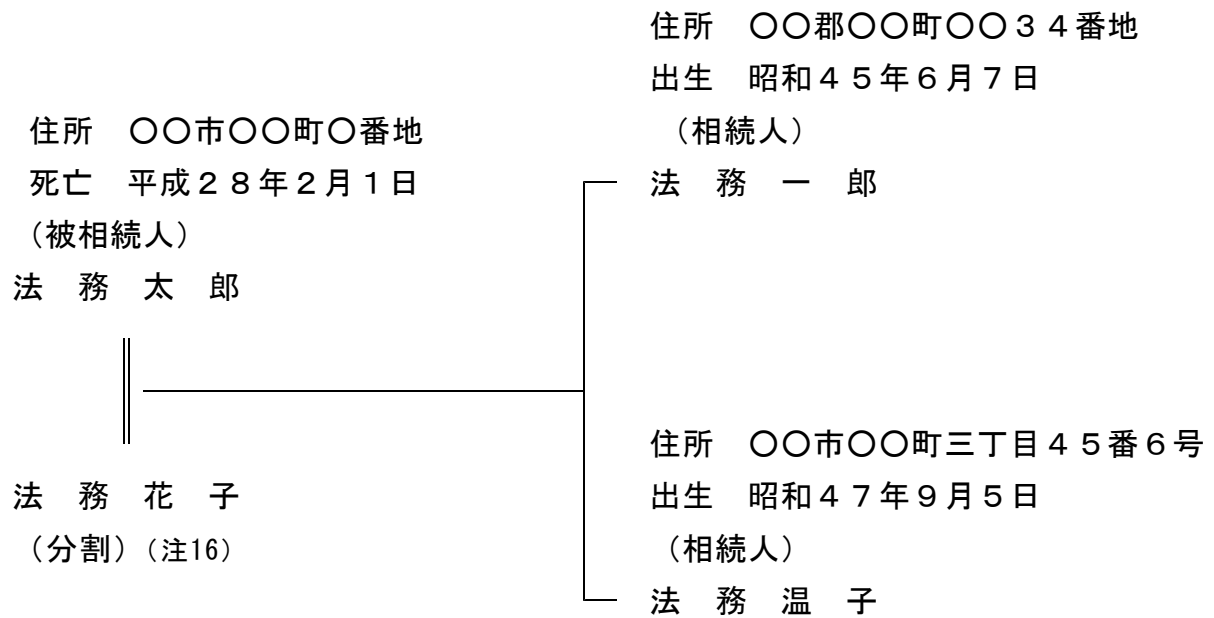 住所　〇〇郡〇〇町〇〇３４番地
出生　昭和４５年６月７日
（相続人）
法　務　一　郎
住所　〇〇市〇〇町〇番地
死亡　平成２８年２月１日
（被相続人）
法　務　太　郎
法　務　花　子
（分割）（注16）
住所　〇〇市〇〇町三丁目４５番６号
出生　昭和４７年９月５日
（相続人）
法　務　温　子